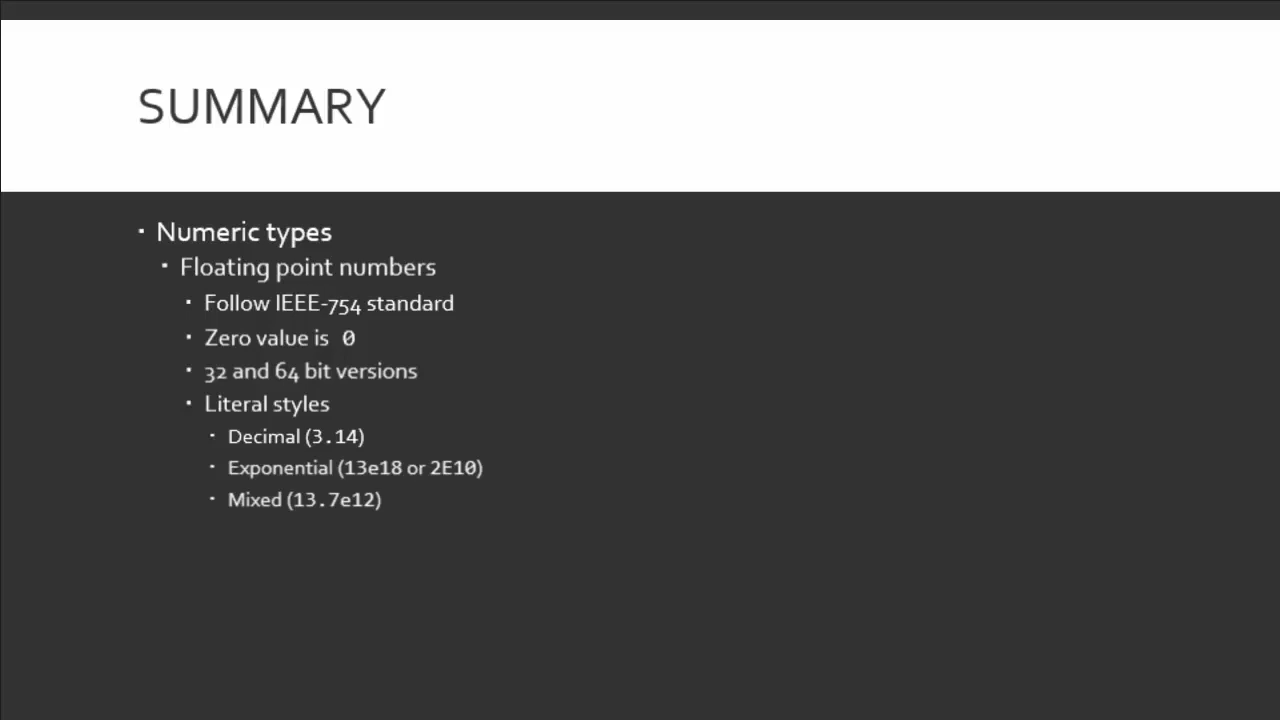 SUMMARY
▪ Numeric types
▪ Floating point numbers
▪ Follow IEEE-754 standard
▪ Zero value is 0
▪ 32 and 64 bit versions
▪ Literal styles
▪ Decimal (3.14)
▪ Exponential (13e18 or 2E10)
▪ Mixed (13.7e12)